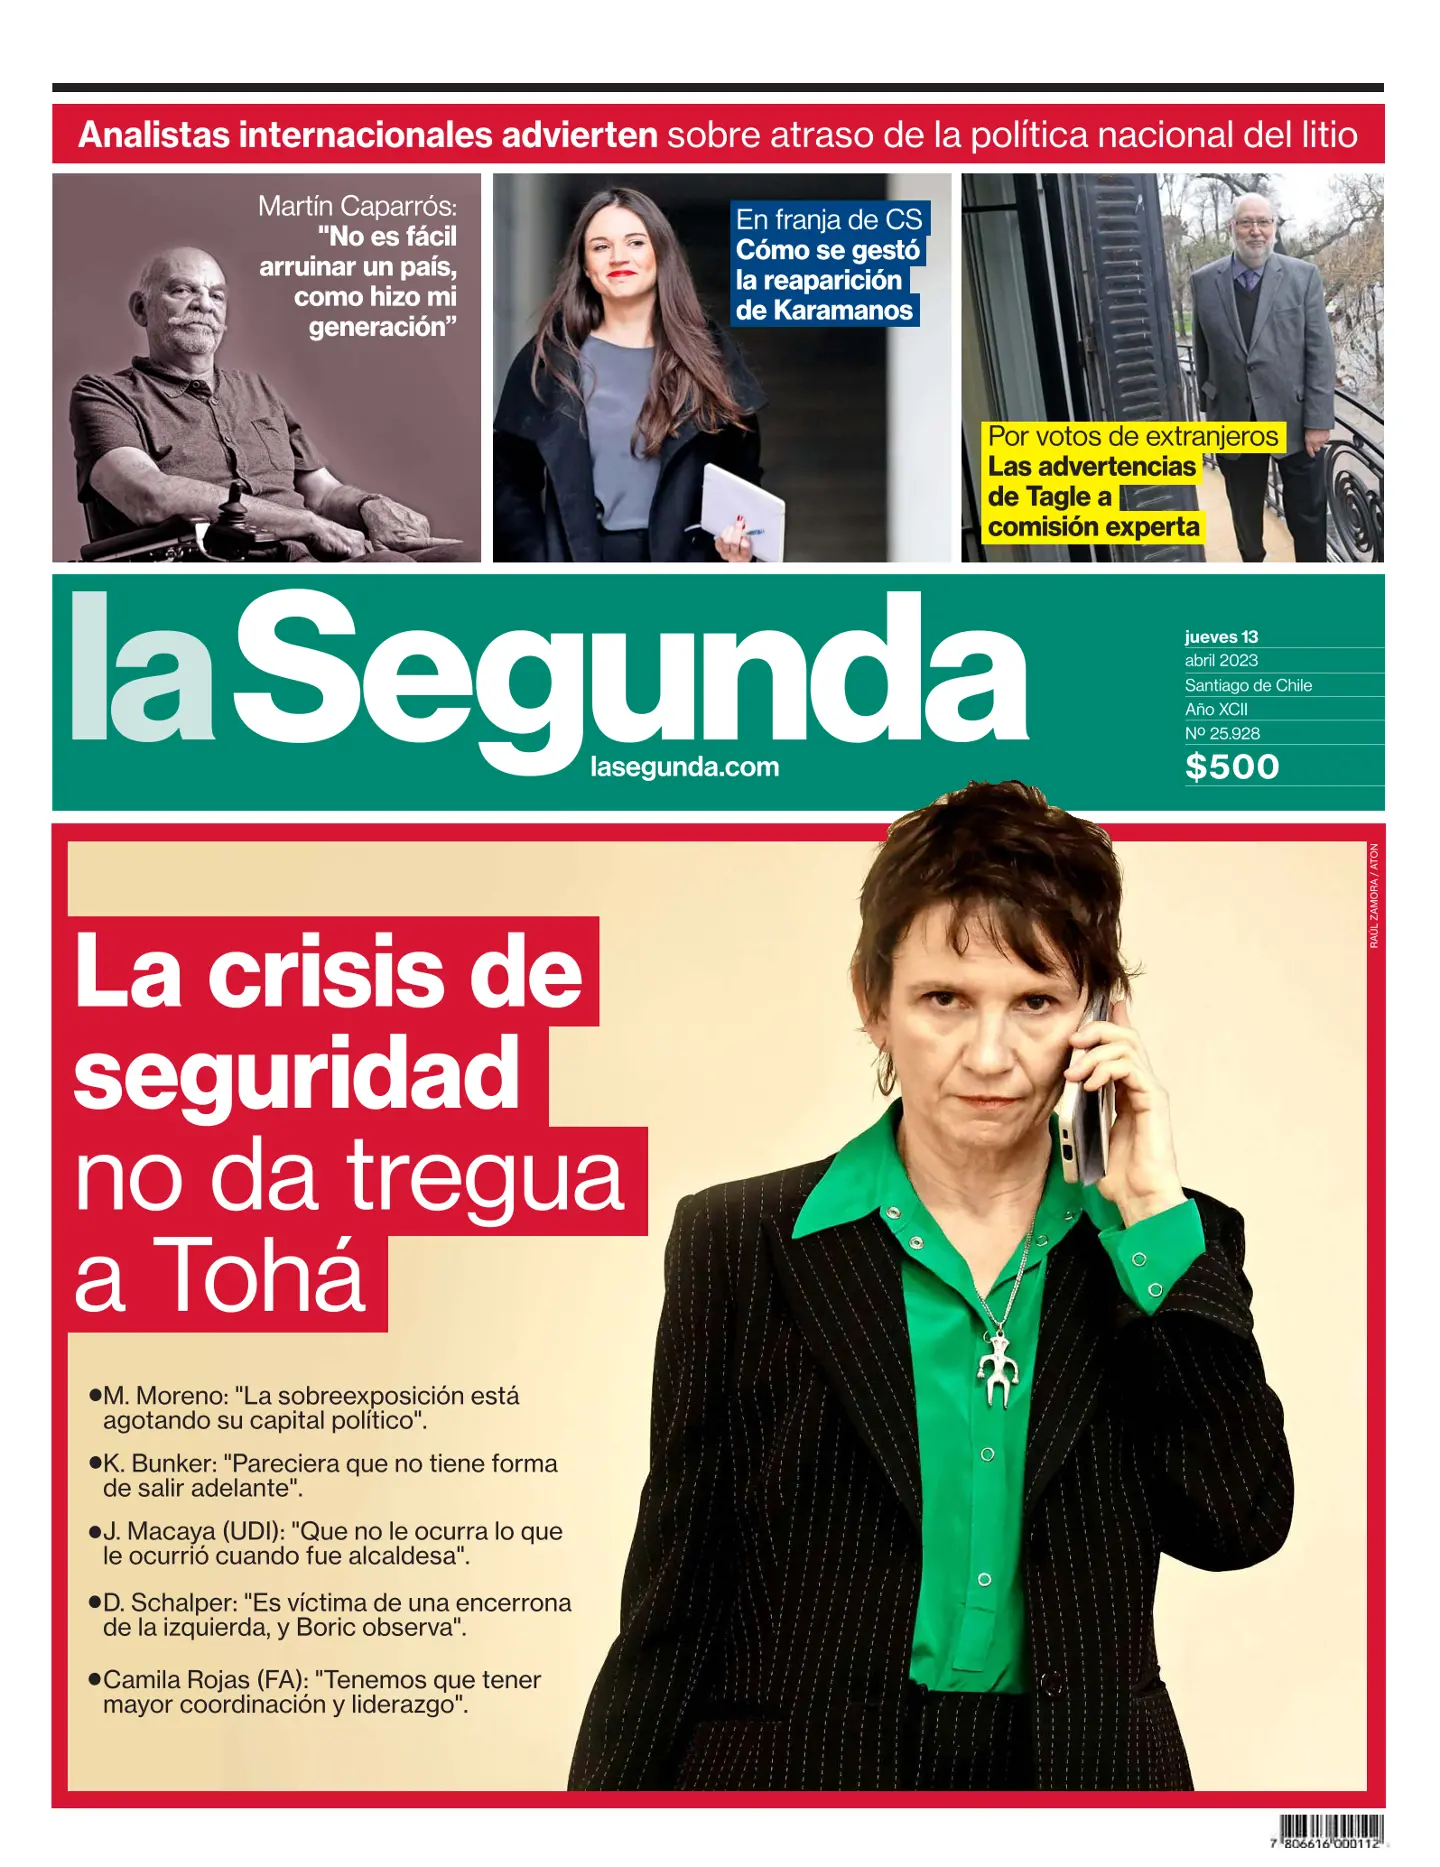 Analistas internacionales advierten sobre atraso de la política nacional del litio
Martín Caparrós:
"No es fácil
arruinar un país,
como hizo mi
generación”
En franja de CS
Cómo se gestó
la reaparición
de Karamanos
Por votos de extranjeros
Las advertencias
de Tagle a
comisión experta
laSegunda
lasegunda.com
jueves 13
abril 2023
Santiago de Chile
Año XCII
Nº 25.928
$500
RAÚL ZAMORA / ATON
La crisis de
seguridad
no da tregua
a Tohá
●M. Moreno: "La sobreexposición está
agotando su capital político".
●K. Bunker: "Pareciera que no tiene forma
de salir adelante".
●J. Macaya (UDI): "Que no le ocurra lo que
le ocurrió cuando fue alcaldesa".
●D. Schalper: "Es víctima de una encerrona
de la izquierda, y Boric observa".
●Camila Rojas (FA): "Tenemos que tener
mayor coordinación y liderazgo".
7 806616 000112